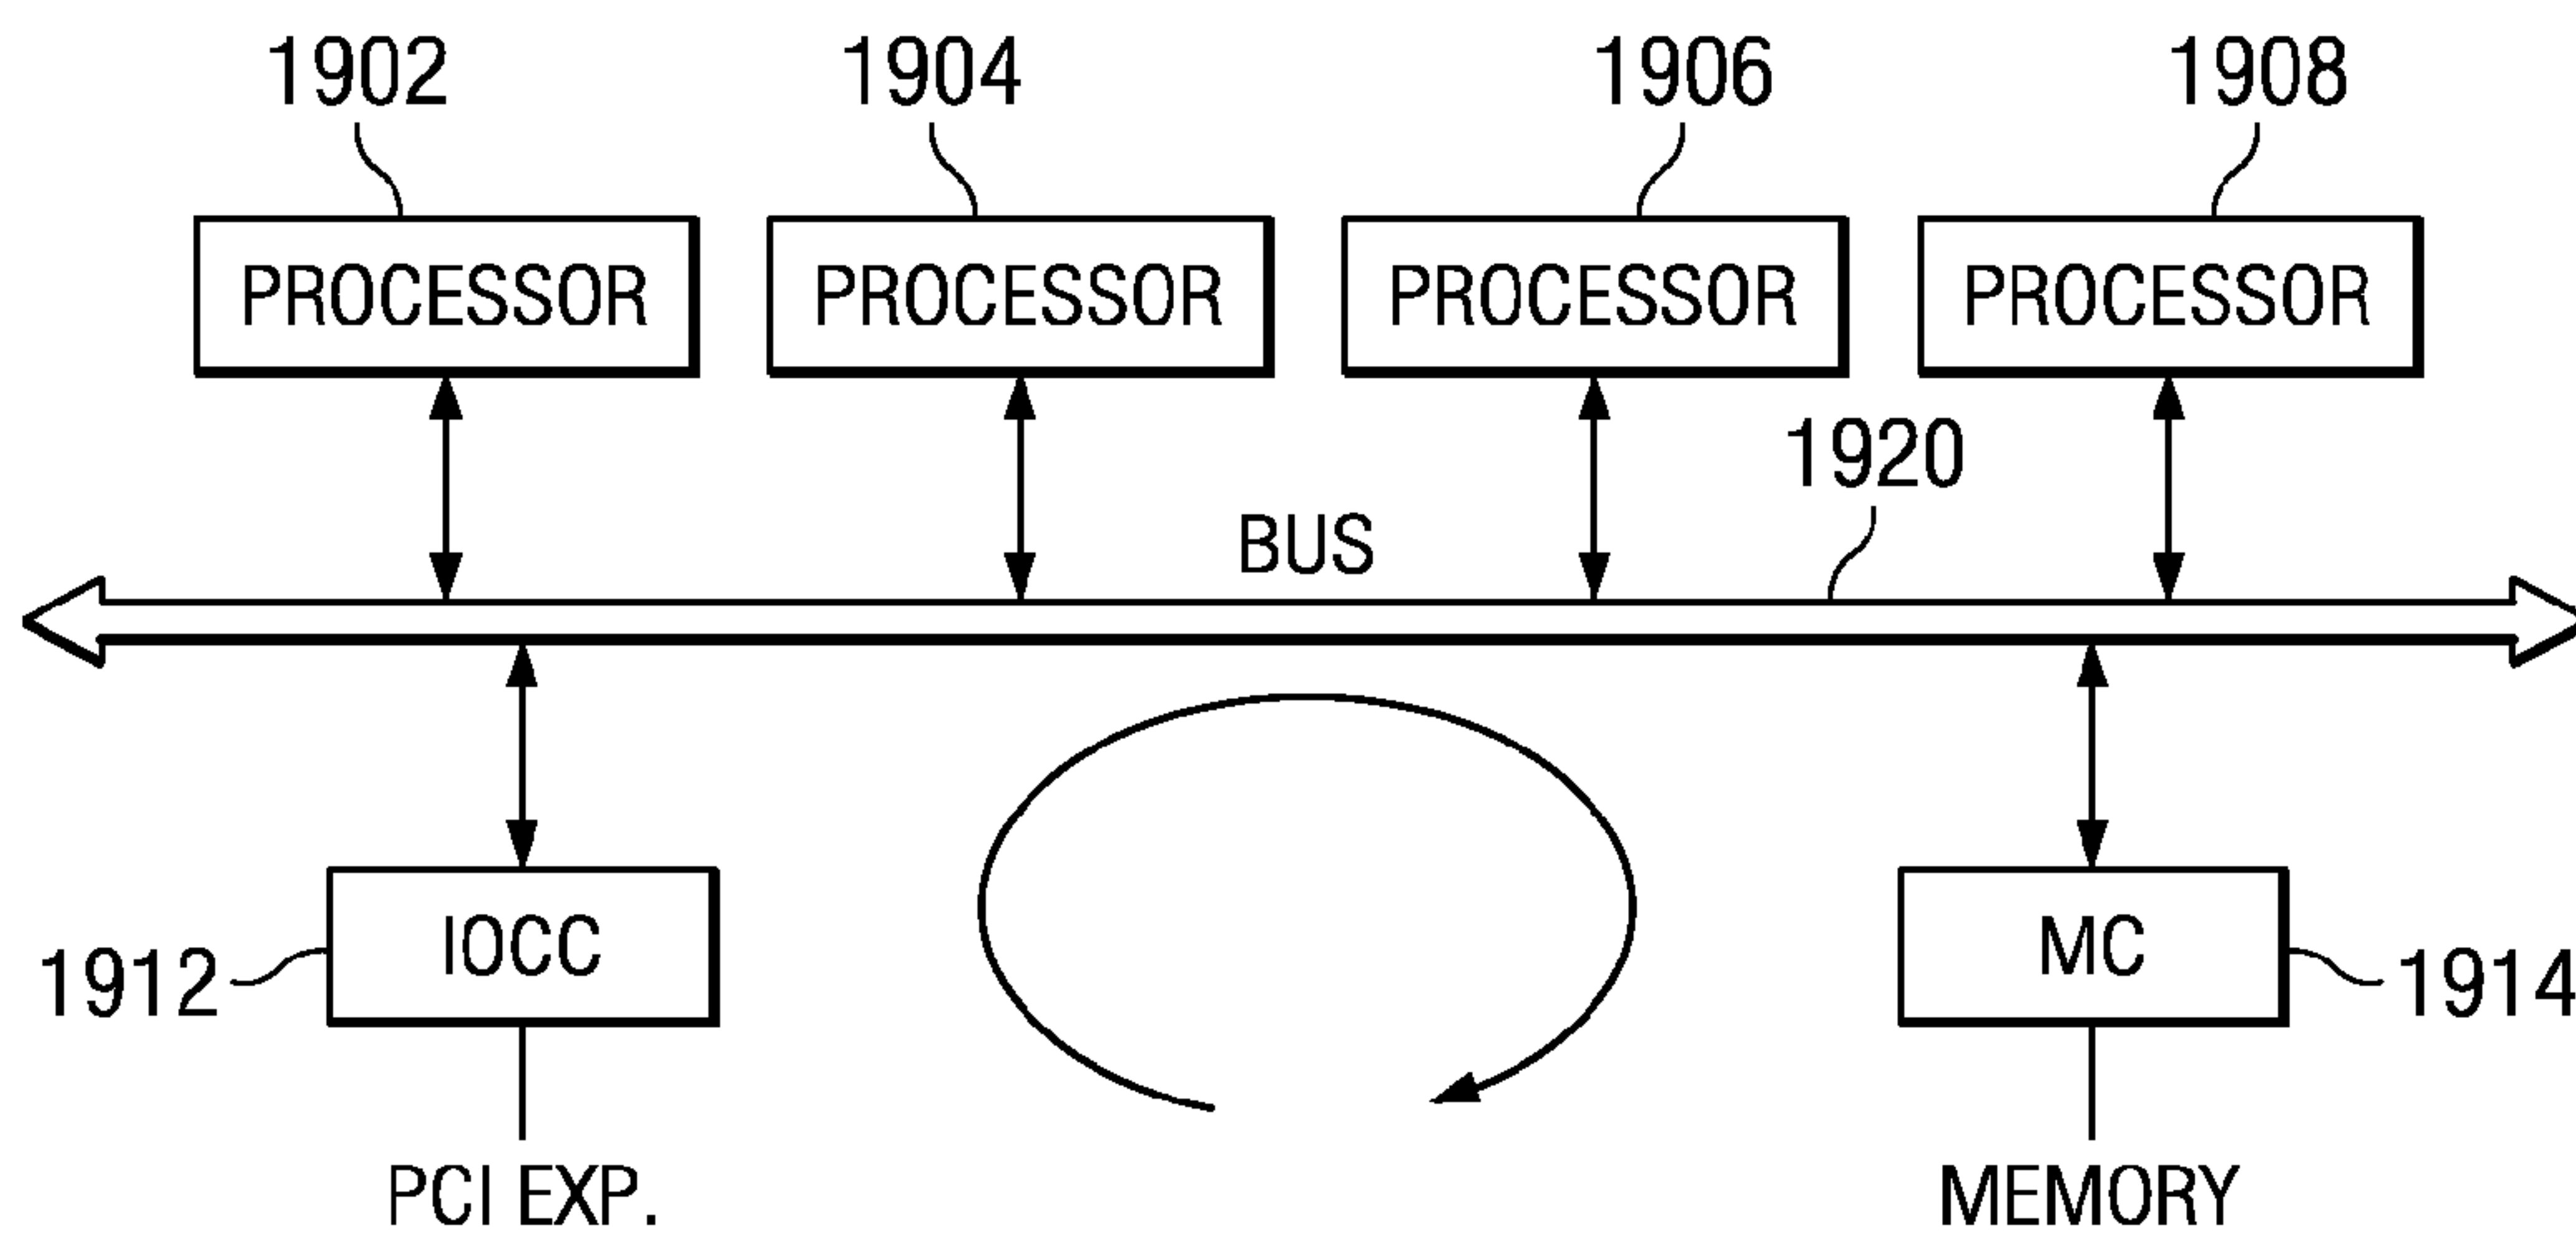 1902 1904 1906 1908
PROCESSOR PROCESSOR PROCESSOR PROCESSOR
1920
BUS
IOCC MC
1912 1914
PCI EXP. MEMORY